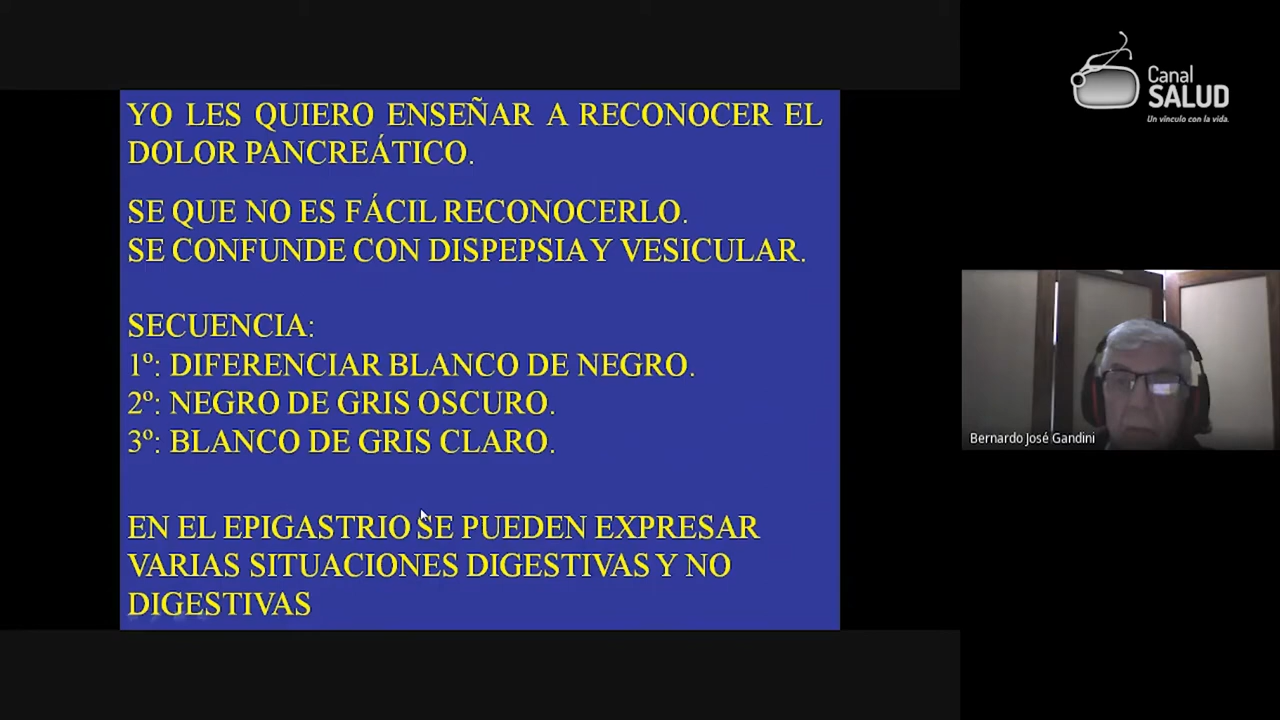 YO LES QUIERO ENSEÑAR A RECONOCER EL
DOLOR PANCREÁTICO.
SE QUE NO ES FÁCIL RECONOCERLO.
SE CONFUNDE CON DISPEPSIA Y VESICULAR.
SECUENCIA:
1º: DIFERENCIAR BLANCO DE NEGRO.
2º: NEGRO DE GRIS OSCURO.
3º: BLANCO DE GRIS CLARO.
EN EL EPIGASTRIO SE PUEDEN EXPRESAR
VARIAS SITUACIONES DIGESTIVAS Y NO
DIGESTIVAS
Canal
SALUD
Un vínculo con la vida.
Bernardo José Gandini